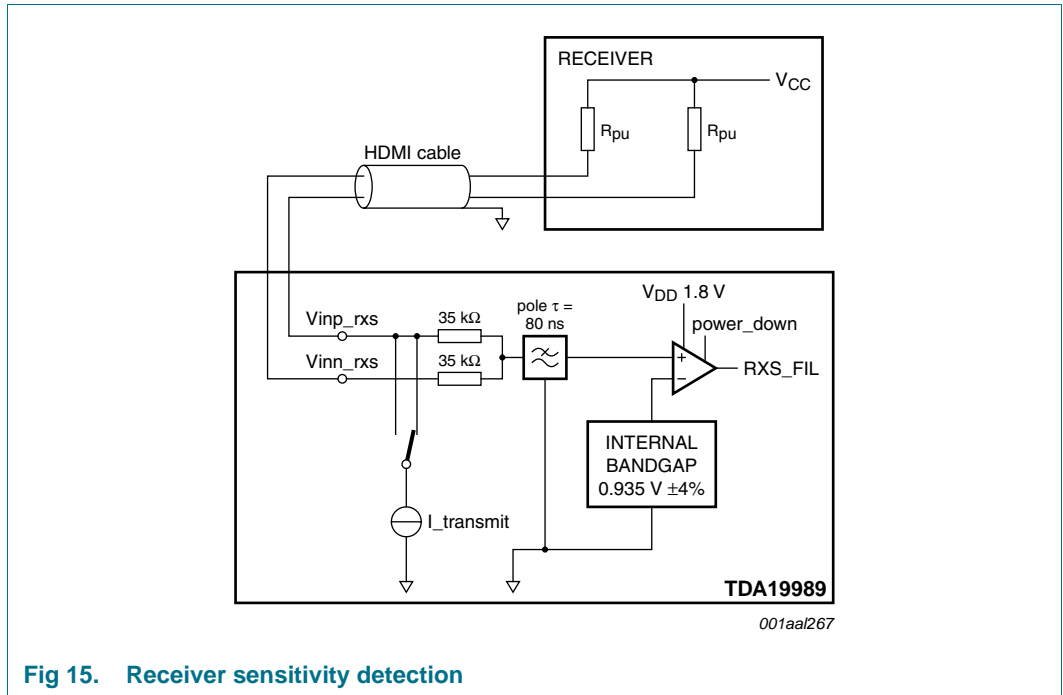 RECEIVER
VCC
Rpu
Rpu
HDMI cable
VDD 1.8 V
pole τ =
80 ns
power_down
Vinp_rxs
35 kΩ
Vinn_rxs
35 kΩ
+
−
RXS_FIL
INTERNAL
BANDGAP
0.935 V ±4%
I_transmit
TDA19989
001aal267
Fig 15. Receiver sensitivity detection